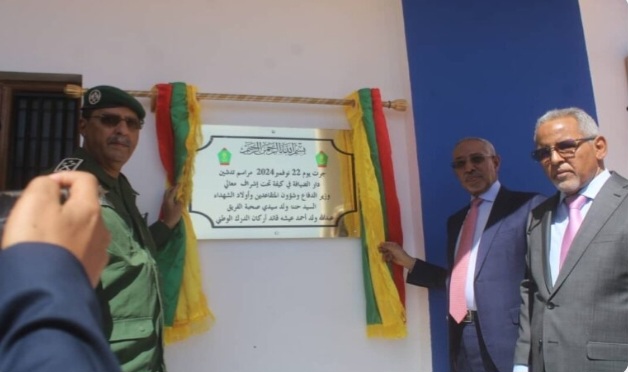 بسم الله الرحمن الرحيم
جرت يوم 22 نوفمبر 2024 مراسم تدشين
دار الضيافة في كيفة تحت إشراف معالي
وزير الدفاع وشؤون المتقاعدين وأولاد الشهداء
السيد حننه ولد سيدي صحبة الفريق
عبدالله ولد أحمد عيشه قائد أركان الدرك الوطني